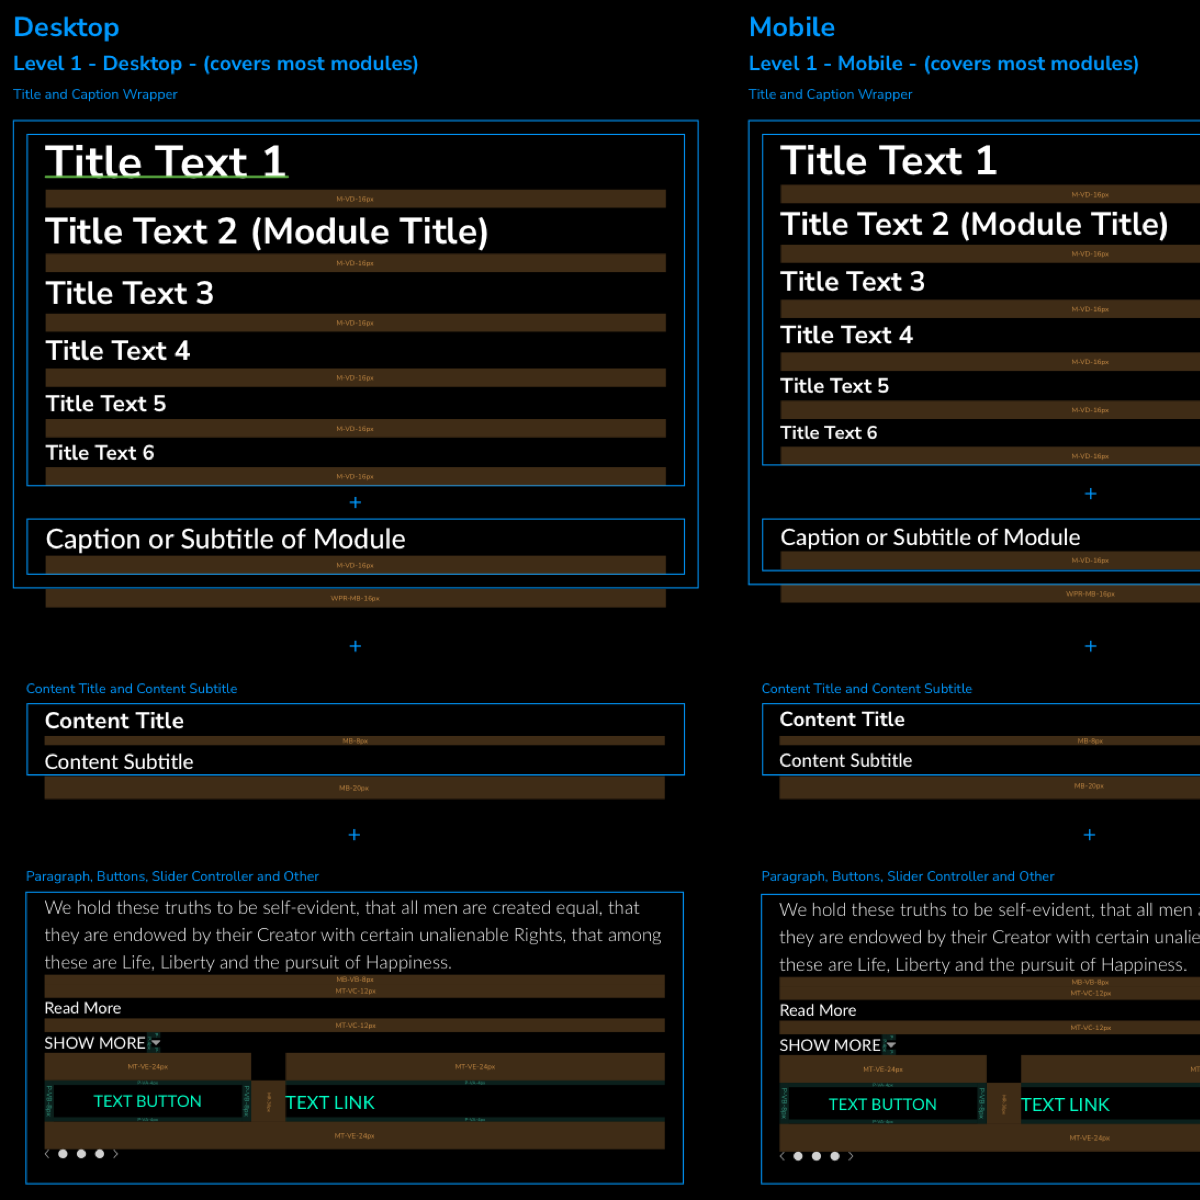 Desktop
Level 1 - Desktop - (covers most modules)
Title and Caption Wrapper
Title Text 1
M-VD-16px
Title Text 2 (Module Title)
M-VD-16px
Title Text 3
M-VD-16px
Title Text 4
M-VD-16px
Title Text 5
M-VD-16px
Title Text 6
M-VD-16px
+
Caption or Subtitle of Module
M-VD-16px
WPR-MB-16px
+
Content Title and Content Subtitle
Content Title
MB-8px
Content Subtitle
MB-20px
+
Paragraph, Buttons, Slider Controller and Other
We hold these truths to be self-evident, that all men are created equal, that
they are endowed by their Creator with certain unalienable Rights, that among
these are Life, Liberty and the pursuit of Happiness.
MB-VB-8px
MT-VC-12px
Read More
MT-VC-12px
SHOW MORE
MT-VE-24px
MT-VE-24px
P-VB-8px
TEXT BUTTON
P-VB-8px
TEXT LINK
MT-VE-24px
Mobile
Level 1 - Mobile - (covers most modules)
Title and Caption Wrapper
Title Text 1
M-VD-16px
Title Text 2 (Module Title)
M-VD-16px
Title Text 3
M-VD-16px
Title Text 4
M-VD-16px
Title Text 5
M-VD-16px
Title Text 6
M-VD-16px
+
Caption or Subtitle of Module
M-VD-16px
WPR-MB-16px
+
Content Title and Content Subtitle
Content Title
MB-8px
Content Subtitle
MB-20px
+
Paragraph, Buttons, Slider Controller and Other
We hold these truths to be self-evident, that all men
they are endowed by their Creator with certain unalie
these are Life, Liberty and the pursuit of Happiness.
MB-VB-8px
MT-VC-12px
Read More
MT-VC-12px
SHOW MORE
MT-VE-24px
MT
P-VB-8px
TEXT BUTTON
P-VB-8px
TEXT LINK
MT-VE-24px